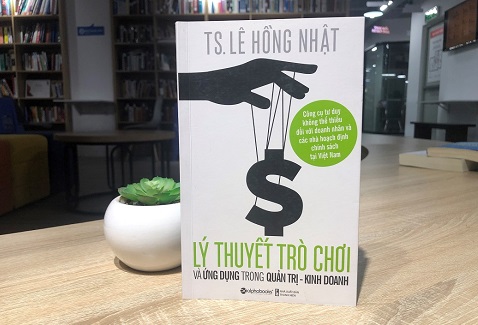 TS. LÊ HỒNG NHẬT
Công cụ tư duy
không thể thiếu
đối với doanh nhân và
các nhà hoạch định
chính sách
tại Việt Nam
LÝ THUYẾT TRÒ CHƠI
VÀ ỨNG DỤNG TRONG QUẢN TRỊ - KINH DOANH
alphabooks